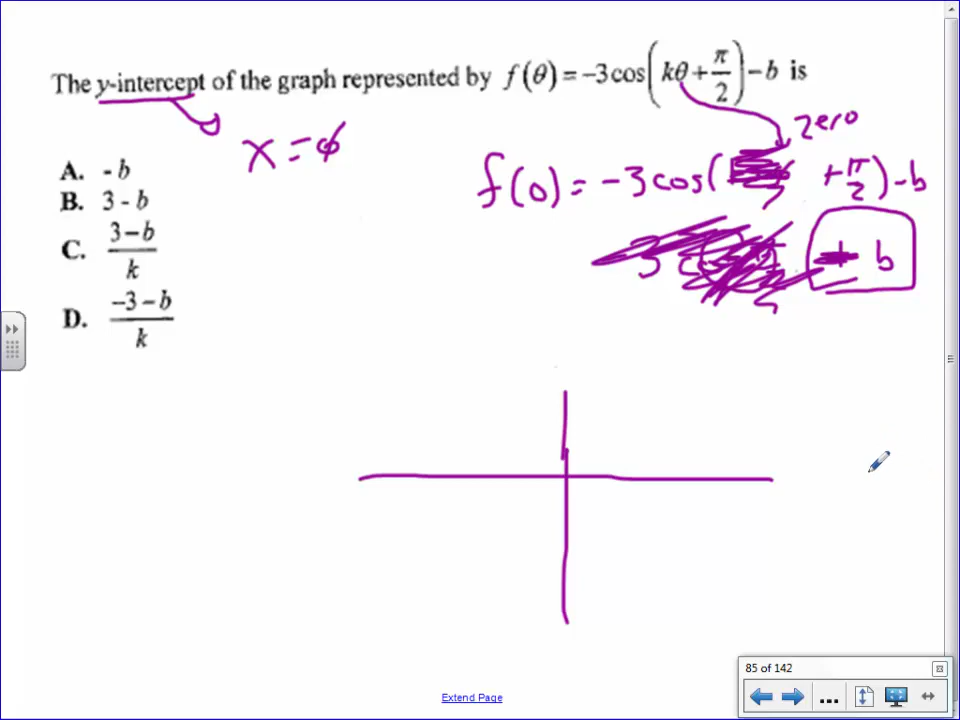 The y-intercept of the graph represented by f(θ) = −3cos(kθ + π/2) − b is
zero
x = 0
f(0) = −3cos( + π/2) − b
A. - b
B. 3 - b
C. 3 − b / k
D. −3 − b / k
b
85 of 142
Extend Page